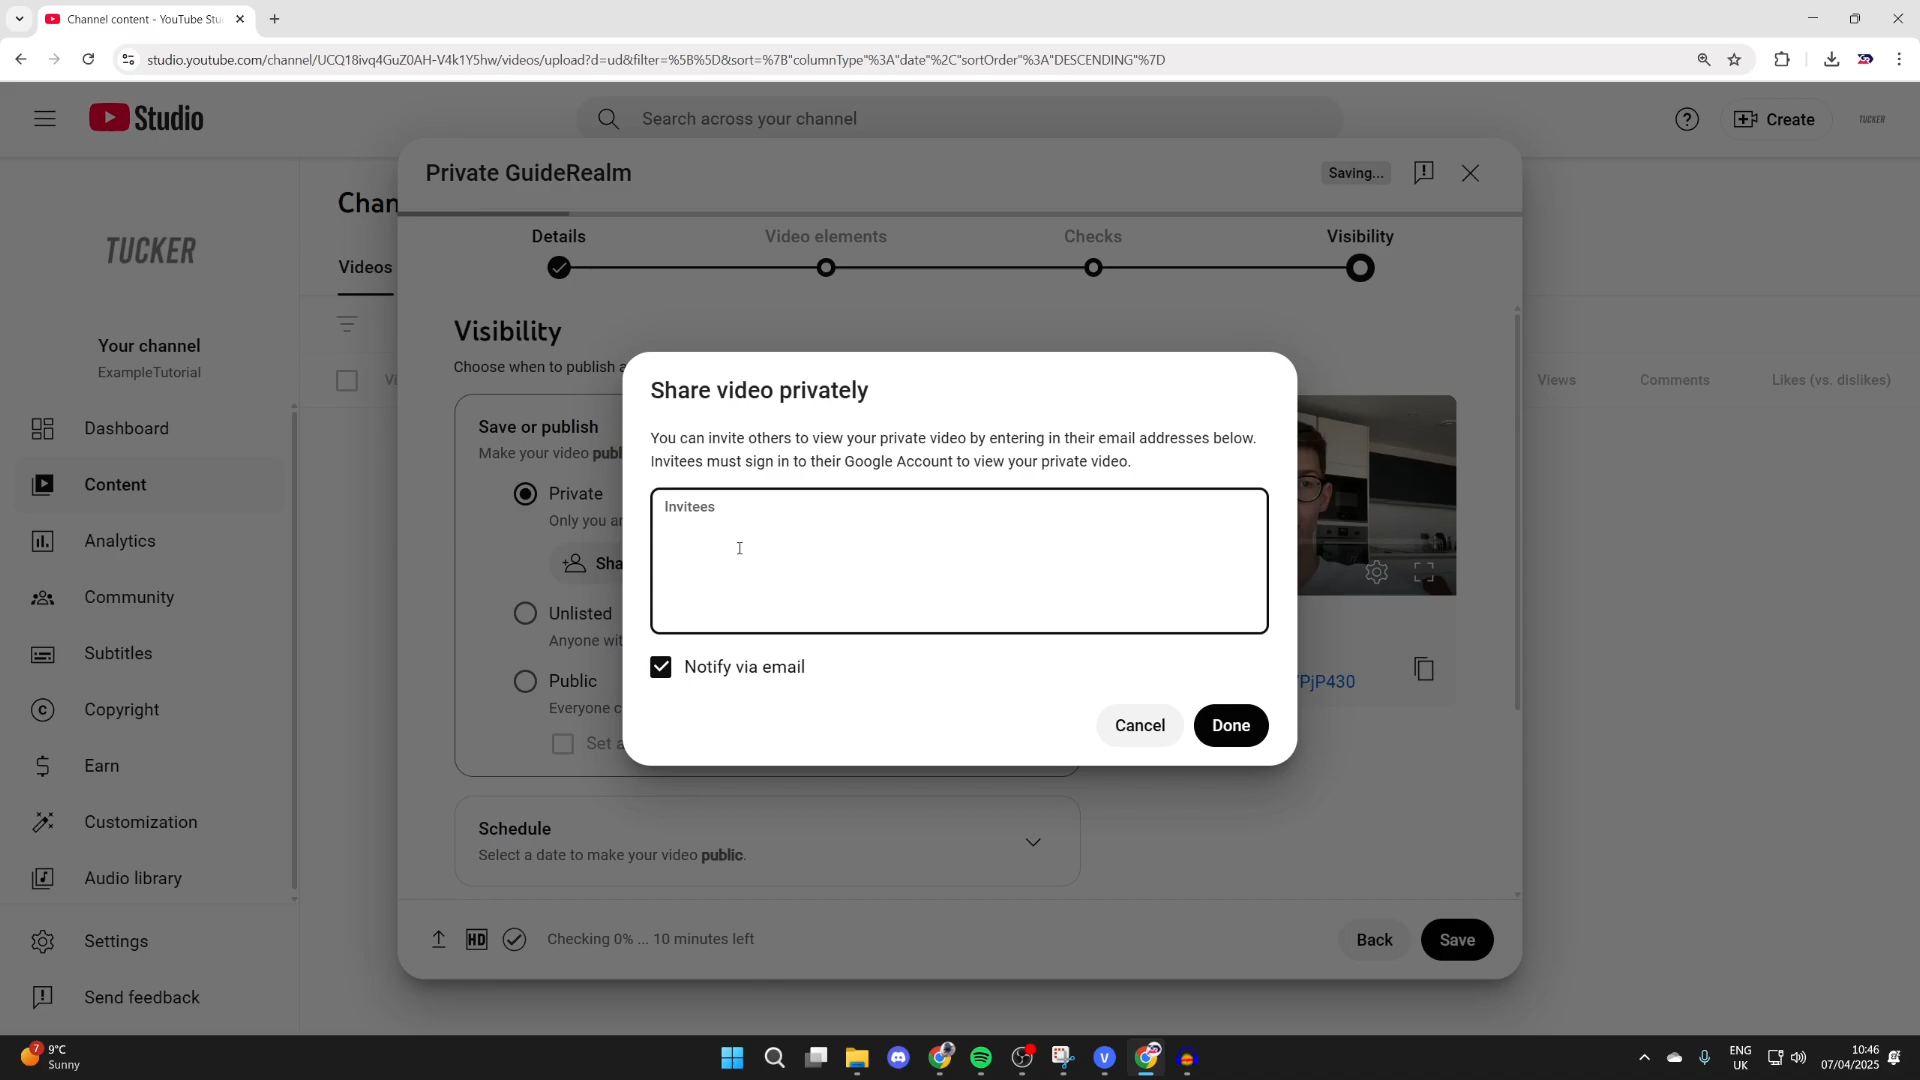 Channel content - YouTube Stu
studio.youtube.com/channel/UCQ18ivq4GuZ0AH-V4k1Y5hw/videos/upload?d=ud&filter=%5B%5D&sort=%7B"columnType"%3A"date"%2C"sortOrder"%3A"DESCENDING"%7D
Studio
Search across your channel
Create
TUCKER
TUCKER
Your channel
ExampleTutorial
Dashboard
Content
Analytics
Community
Subtitles
Copyright
Earn
Customization
Audio library
Settings
Send feedback
Chan
Videos
Vi
Views
Comments
Likes (vs. dislikes)
Private GuideRealm
Saving...
Details
Video elements
Checks
Visibility
Visibility
Choose when to publish a
Save or publish
Make your video publ
Private
Only you an
Sha
Unlisted
Anyone wit
Public
Everyone c
Set a
'PjP430
Schedule
Select a date to make your video public.
HD
Checking 0% ... 10 minutes left
Back
Save
Share video privately
You can invite others to view your private video by entering in their email addresses below.
Invitees must sign in to their Google Account to view your private video.
Invitees
Notify via email
Cancel
Done
7
9°C
Sunny
V
ENG
UK
10:46
07/04/2025